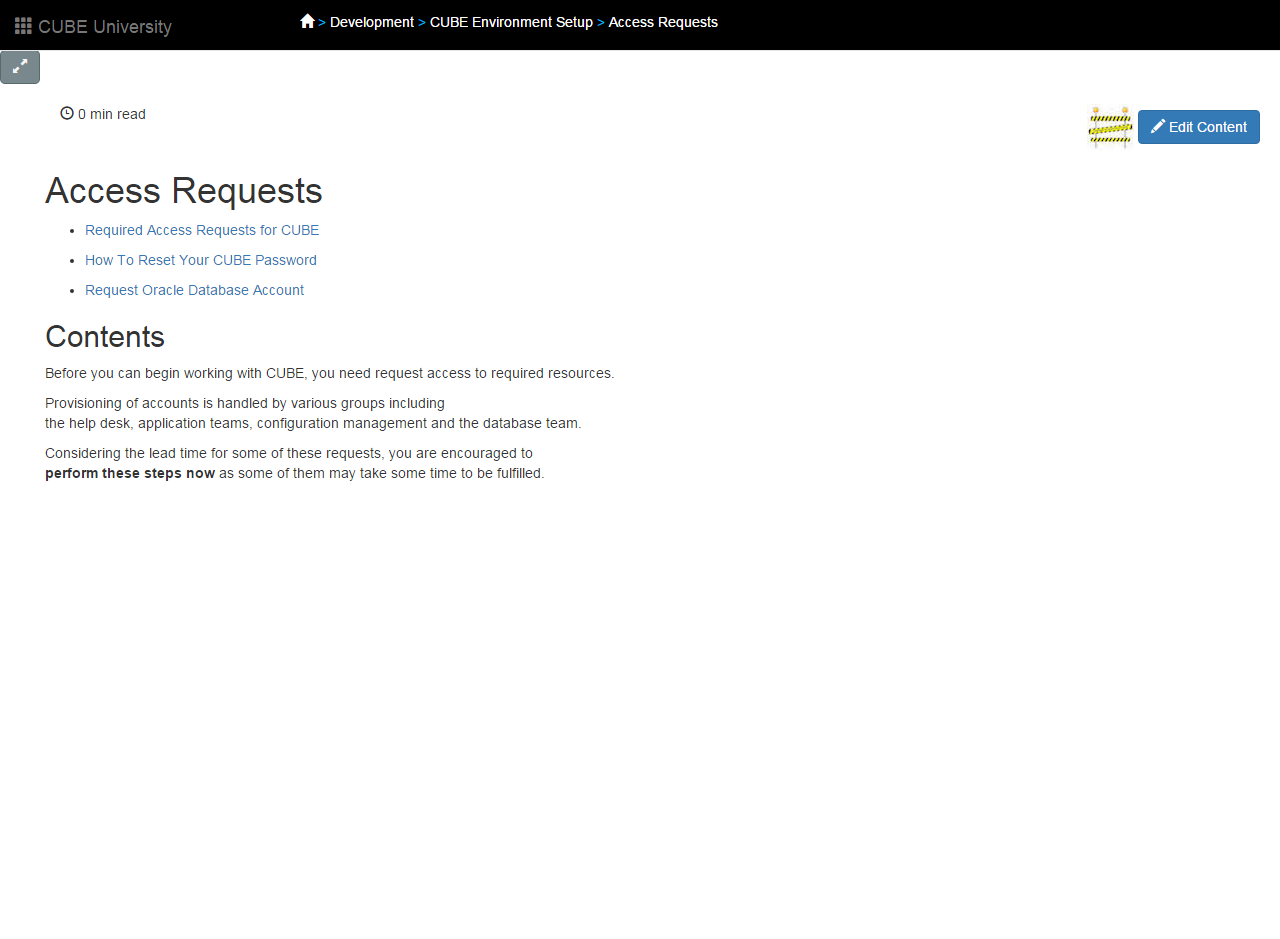 CUBE University
> Development > CUBE Environment Setup > Access Requests
0 min read
Edit Content
Access Requests
• Required Access Requests for CUBE
• How To Reset Your CUBE Password
• Request Oracle Database Account
Contents
Before you can begin working with CUBE, you need request access to required resources.
Provisioning of accounts is handled by various groups including
the help desk, application teams, configuration management and the database team.
Considering the lead time for some of these requests, you are encouraged to
perform these steps now as some of them may take some time to be fulfilled.